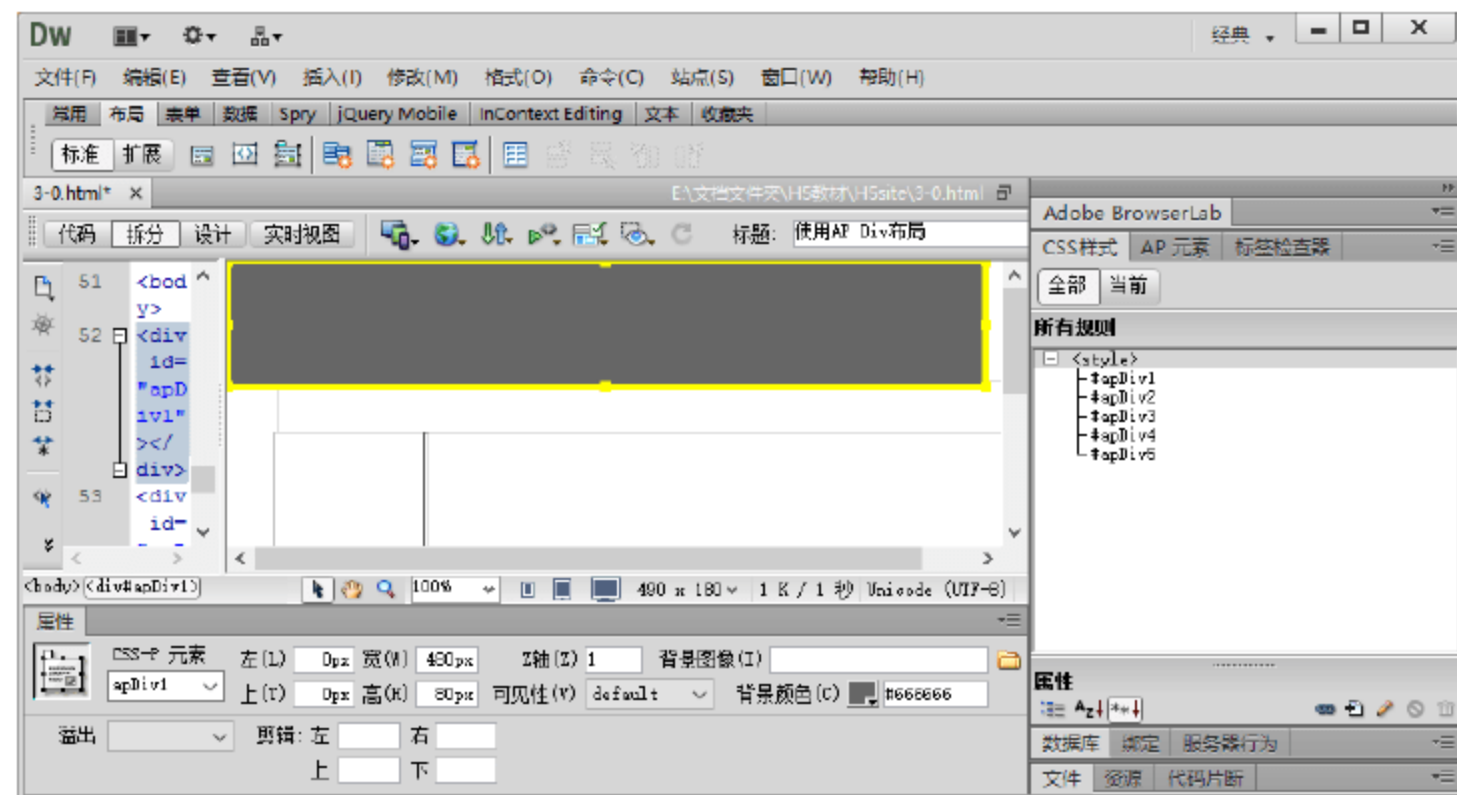 Dw 经典
文件(F) 编辑(E) 查看(V) 插入(I) 修改(M) 格式(O) 命令(C) 站点(S) 窗口(W) 帮助(H)
常用 布局 表单 数据 Spry jQuery Mobile InContext Editing 文本 收藏夹
标准 扩展
3-0.html* E:\文档文件夹\H5教材\H5site\3-0.html
代码 拆分 设计 实时视图 标题: 使用AP Div布局
51 <bod
y>
52 <div
id=
"apD
iv1"
></
div>
53 <div
id=
<body> <div#apDiv1> 100% 490 x 180 1 K / 1 秒 Unicode (UTF-8)
属性
CSS-P 元素 左(L) 0px 宽(W) 480px Z轴(Z) 1 背景图像(I)
apDiv1 上(T) 0px 高(H) 80px 可见性(V) default 背景颜色(C) #666666
溢出 剪辑: 左 右
上 下
Adobe BrowserLab
CSS样式 AP 元素 标签检查器
全部 当前
所有规则
<style>
#apDiv1
#apDiv2
#apDiv3
#apDiv4
#apDiv5
属性
数据库 绑定 服务器行为
文件 资源 代码片断